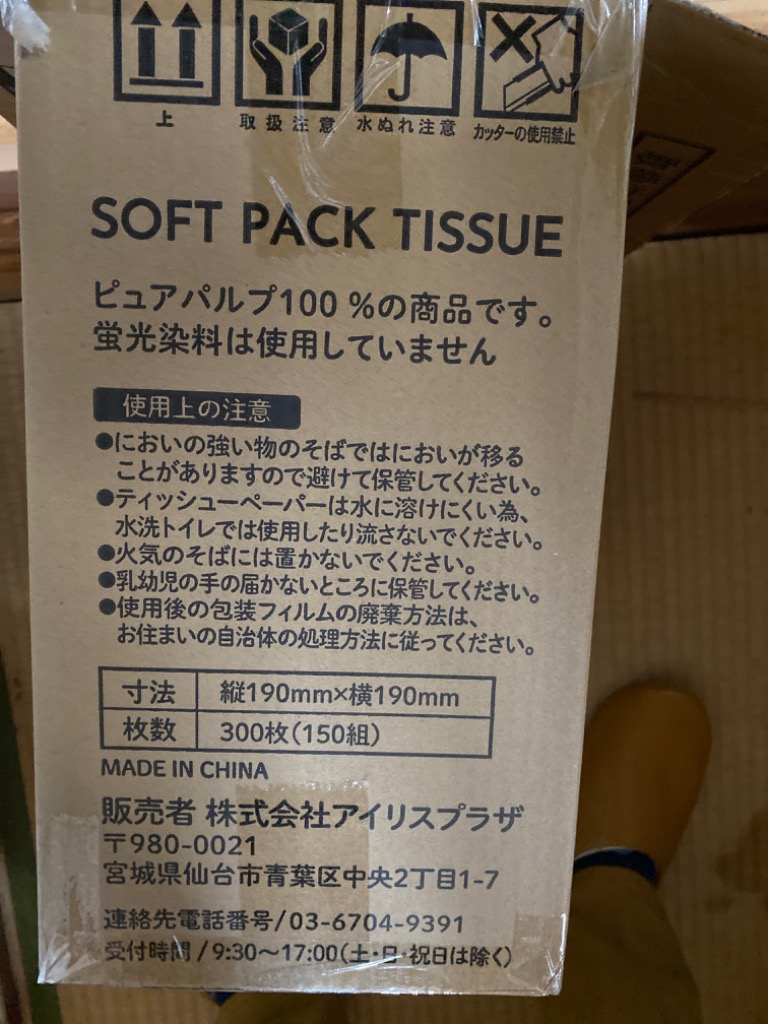 上 取扱注意 水ぬれ注意 カッターの使用禁止
SOFT PACK TISSUE
ピュアパルプ100 %の商品です。
蛍光染料は使用していません
使用上の注意
●においの強い物のそばではにおいが移る
ことがありますので避けて保管してください。
●ティッシューペーパーは水に溶けにくい為、
水洗トイレでは使用したり流さないでください。
●火気のそばには置かないでください。
●乳幼児の手の届かないところに保管してください。
●使用後の包装フィルムの廃棄方法は、
お住まいの自治体の処理方法に従ってください。
寸法 縦190mm×横190mm
枚数 300枚(150組)
MADE IN CHINA
販売者 株式会社アイリスプラザ
〒980-0021
宮城県仙台市青葉区中央2丁目1-7
連絡先電話番号/03-6704-9391
受付時間/9:30〜17:00(土・日・祝日は除く)